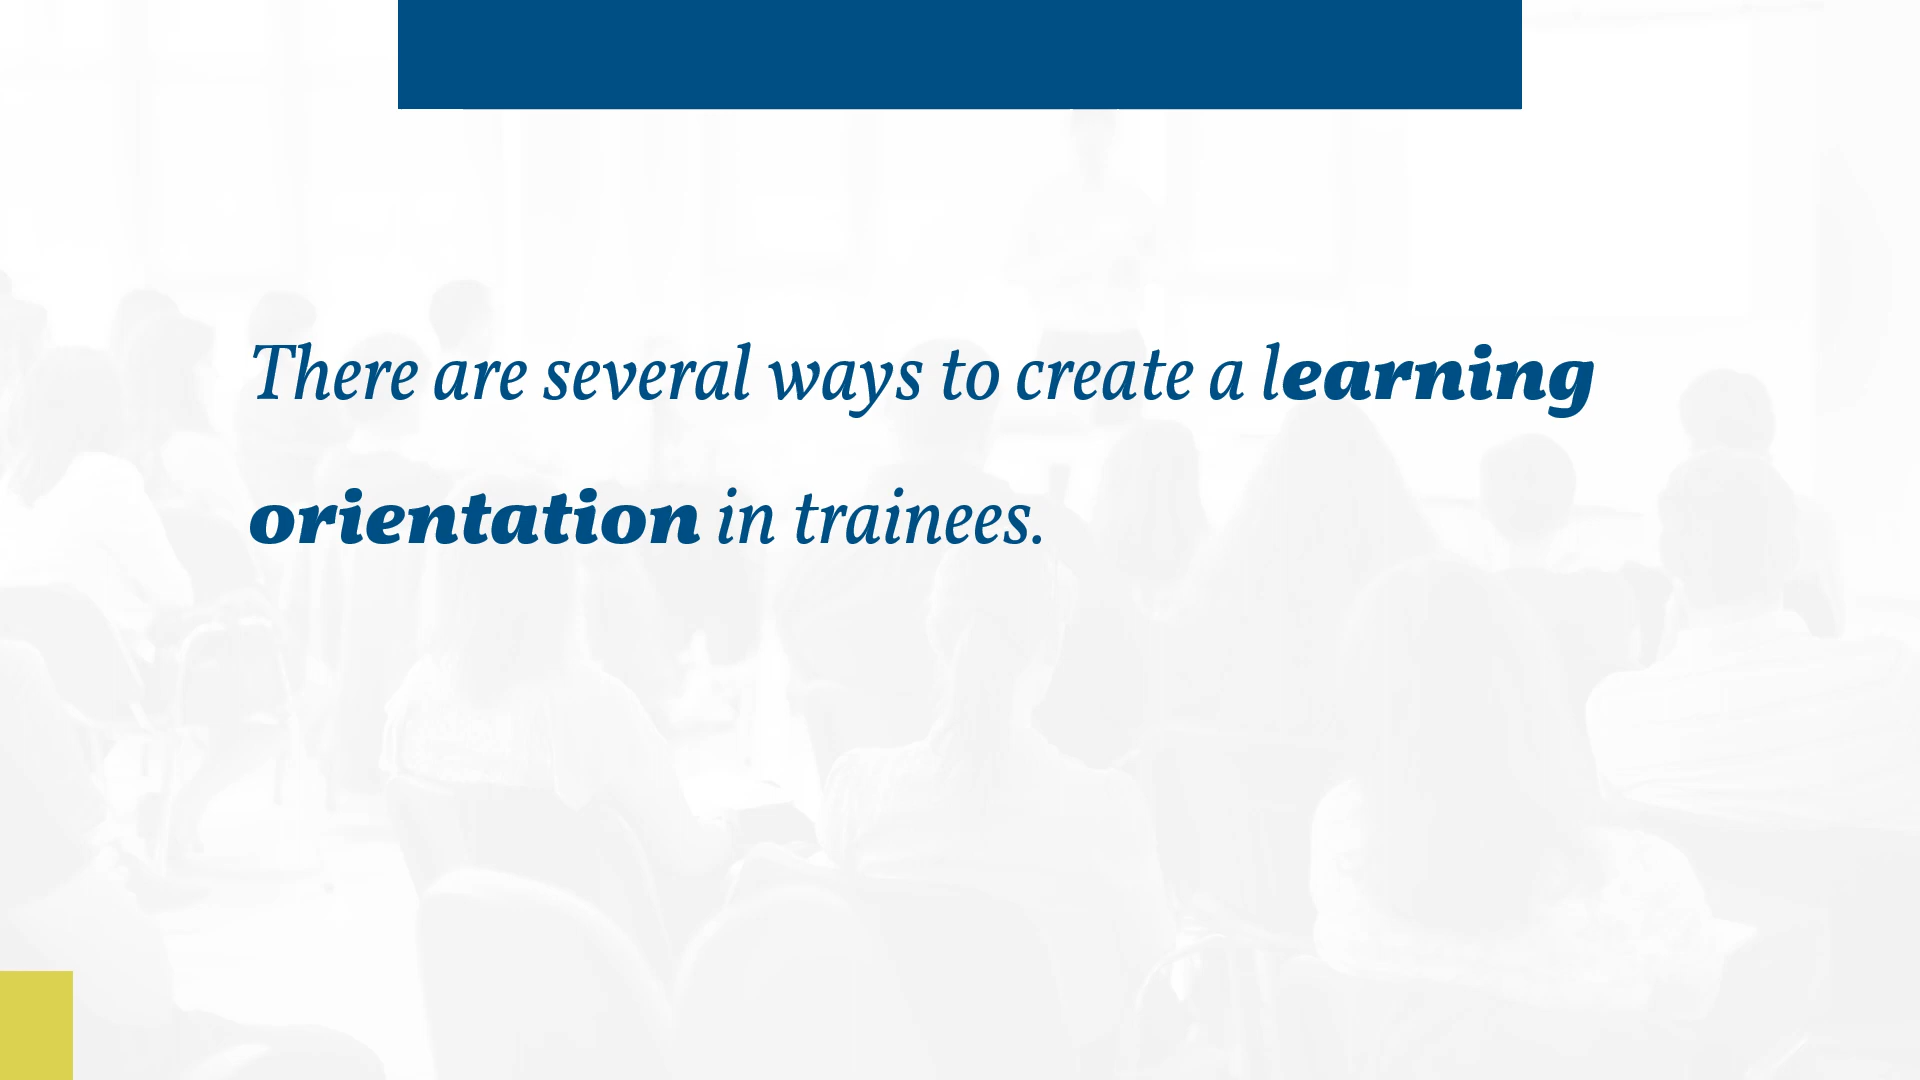 There are several ways to create a learning
orientation in trainees.